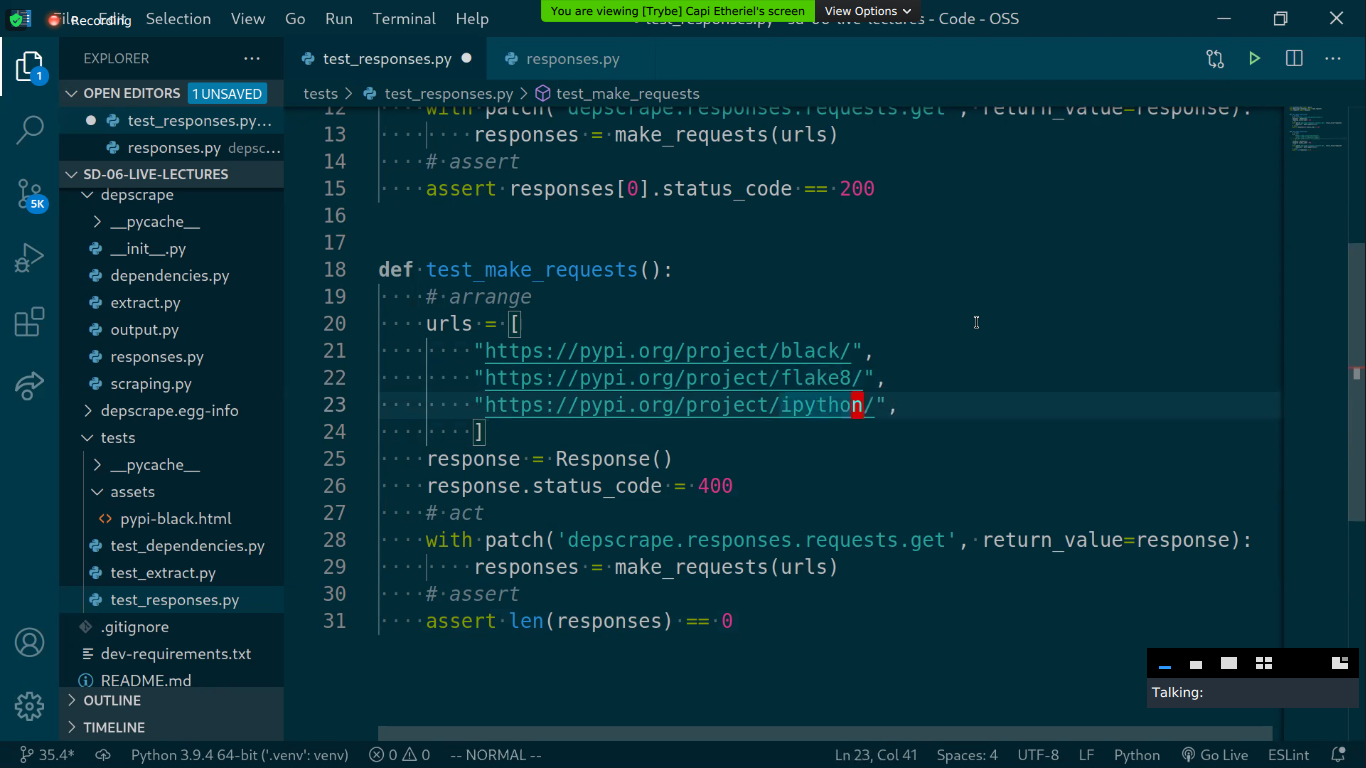 File Edit Selection View Go Run Terminal Help
Recording
You are viewing [Trybe] Capi Etheriel's screen
View Options
test_responses.py - sd-06-live-lectures - Code - OSS
EXPLORER
test_responses.py
responses.py
OPEN EDITORS 1 UNSAVED
tests > test_responses.py > test_make_requests
test_responses.py...
responses.py depsc...
SD-06-LIVE-LECTURES
depscrape
__pycache__
__init__.py
dependencies.py
extract.py
output.py
responses.py
scraping.py
depscrape.egg-info
tests
__pycache__
assets
pypi-black.html
test_dependencies.py
test_extract.py
test_responses.py
.gitignore
dev-requirements.txt
README.md
OUTLINE
TIMELINE
1
5K
12 with patch('depscrape.responses.requests.get', return_value=response):
13 responses = make_requests(urls)
14 # assert
15 assert responses[0].status_code == 200
16
17
18 def test_make_requests():
19 # arrange
20 urls = [
21 "https://pypi.org/project/black/",
22 "https://pypi.org/project/flake8/",
23 "https://pypi.org/project/ipython/",
24 ]
25 response = Response()
26 response.status_code = 400
27 # act
28 with patch('depscrape.responses.requests.get', return_value=response):
29 responses = make_requests(urls)
30 # assert
31 assert len(responses) == 0
Talking:
35.4* Python 3.9.4 64-bit ('.venv': venv) 0 0 -- NORMAL -- Ln 23, Col 41 Spaces: 4 UTF-8 LF Python Go Live ESLint